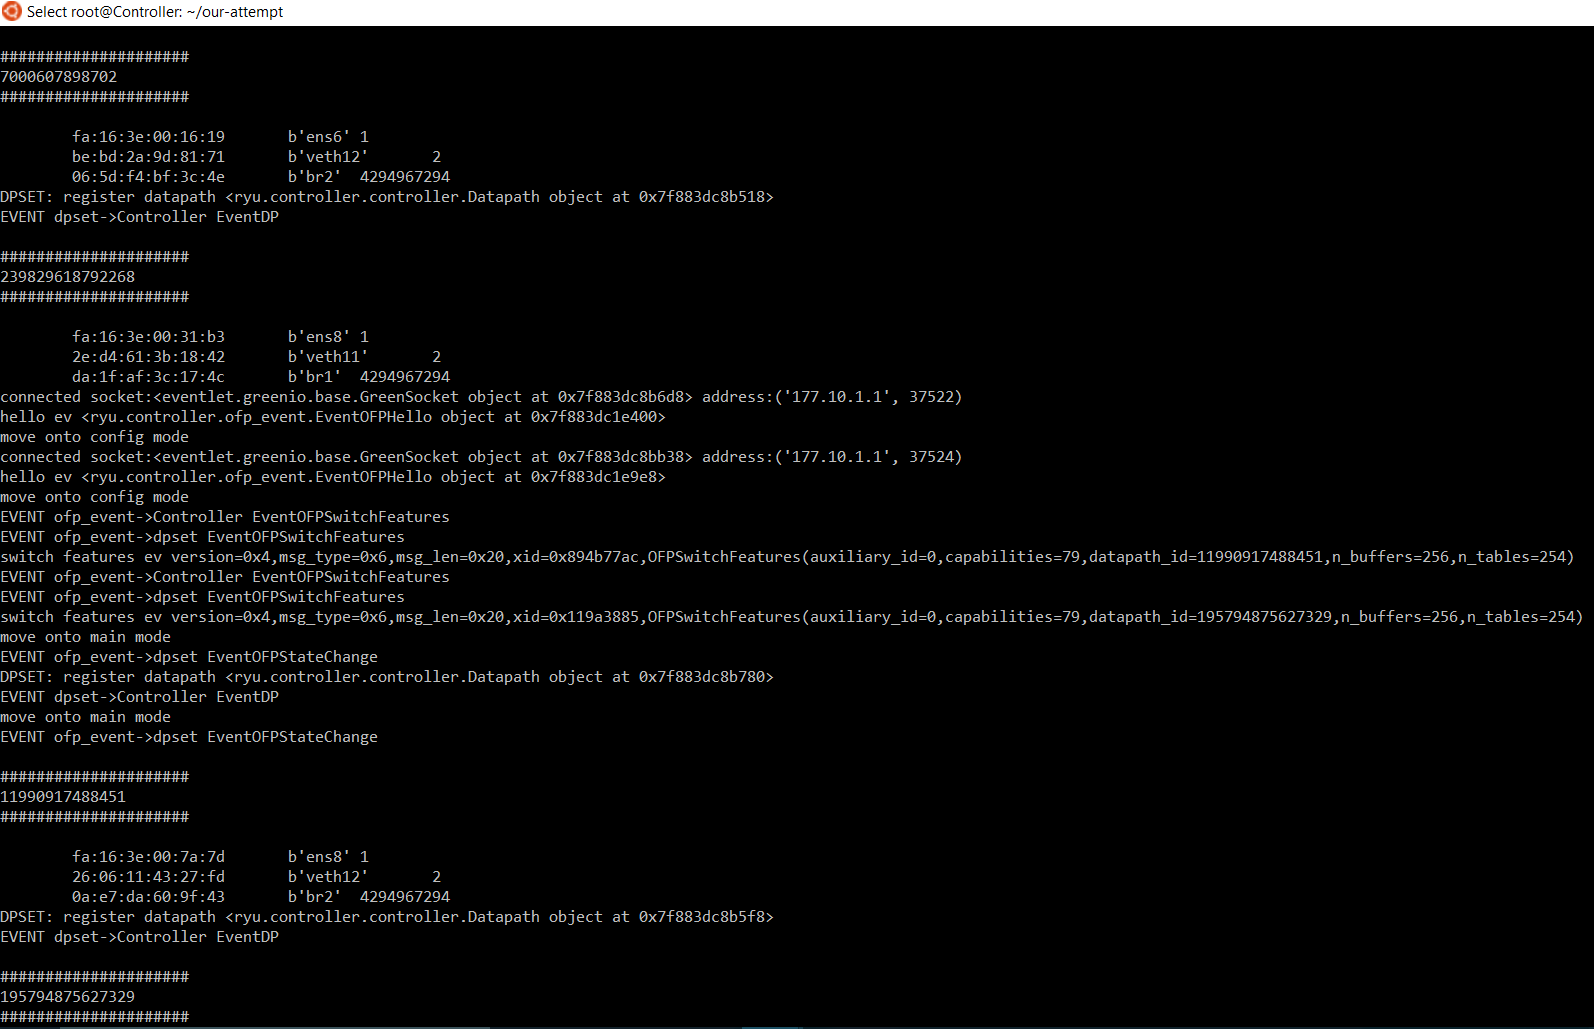 Select root@Controller: ~/our-attempt
#####################
7000607898702
#####################
fa:16:3e:00:16:19 b'ens6' 1
be:bd:2a:9d:81:71 b'veth12' 2
06:5d:f4:bf:3c:4e b'br2' 4294967294
DPSET: register datapath <ryu.controller.controller.Datapath object at 0x7f883dc8b518>
EVENT dpset->Controller EventDP
#####################
239829618792268
#####################
fa:16:3e:00:31:b3 b'ens8' 1
2e:d4:61:3b:18:42 b'veth11' 2
da:1f:af:3c:17:4c b'br1' 4294967294
connected socket:<eventlet.greenio.base.GreenSocket object at 0x7f883dc8b6d8> address:('177.10.1.1', 37522)
hello ev <ryu.controller.ofp_event.EventOFPHello object at 0x7f883dc1e400>
move onto config mode
connected socket:<eventlet.greenio.base.GreenSocket object at 0x7f883dc8bb38> address:('177.10.1.1', 37524)
hello ev <ryu.controller.ofp_event.EventOFPHello object at 0x7f883dc1e9e8>
move onto config mode
EVENT ofp_event->Controller EventOFPSwitchFeatures
EVENT ofp_event->dpset EventOFPSwitchFeatures
switch features ev version=0x4,msg_type=0x6,msg_len=0x20,xid=0x894b77ac,OFPSwitchFeatures(auxiliary_id=0,capabilities=79,datapath_id=11990917488451,n_buffers=256,n_tables=254)
EVENT ofp_event->Controller EventOFPSwitchFeatures
EVENT ofp_event->dpset EventOFPSwitchFeatures
switch features ev version=0x4,msg_type=0x6,msg_len=0x20,xid=0x119a3885,OFPSwitchFeatures(auxiliary_id=0,capabilities=79,datapath_id=195794875627329,n_buffers=256,n_tables=254)
move onto main mode
EVENT ofp_event->dpset EventOFPStateChange
DPSET: register datapath <ryu.controller.controller.Datapath object at 0x7f883dc8b780>
EVENT dpset->Controller EventDP
move onto main mode
EVENT ofp_event->dpset EventOFPStateChange
#####################
11990917488451
#####################
fa:16:3e:00:7a:7d b'ens8' 1
26:06:11:43:27:fd b'veth12' 2
0a:e7:da:60:9f:43 b'br2' 4294967294
DPSET: register datapath <ryu.controller.controller.Datapath object at 0x7f883dc8b5f8>
EVENT dpset->Controller EventDP
#####################
195794875627329
#####################